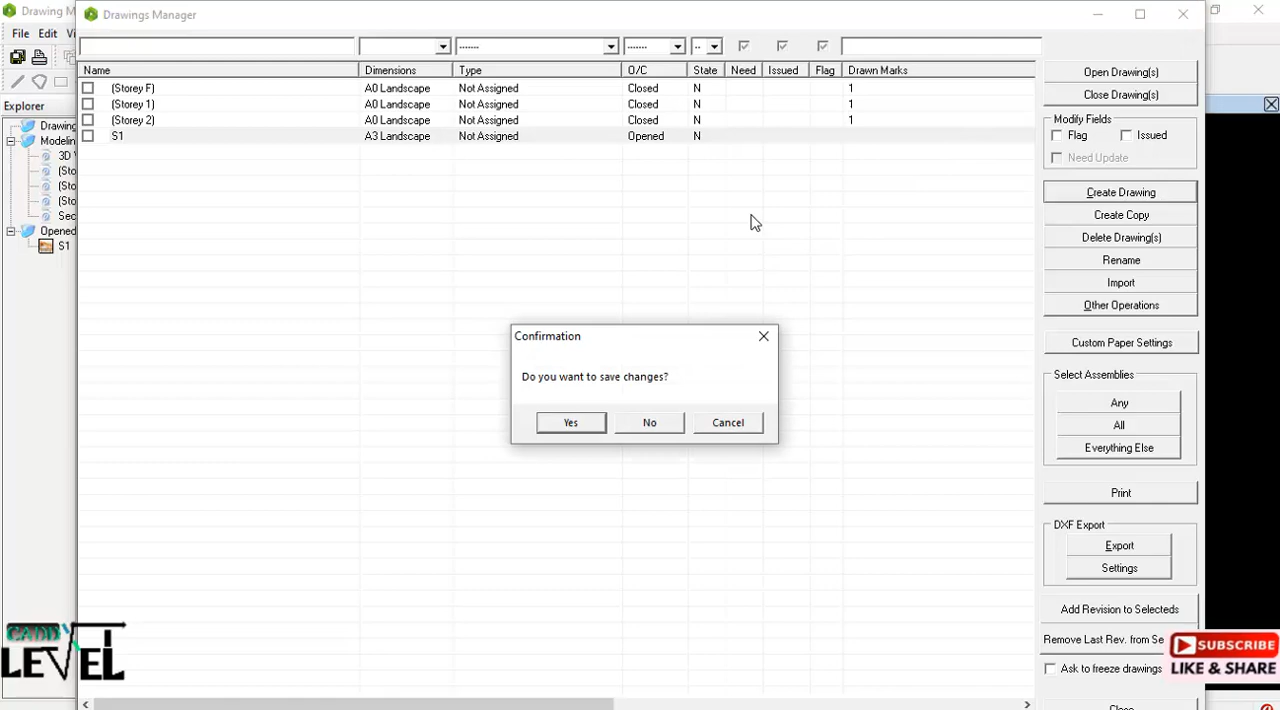 Drawing M
Drawings Manager
File Edit Vi
-------
-------
..
Name Dimensions Type O/C State Need Issued Flag Drawn Marks
(Storey F) A0 Landscape Not Assigned Closed N 1
(Storey 1) A0 Landscape Not Assigned Closed N 1
(Storey 2) A0 Landscape Not Assigned Closed N 1
S1 A3 Landscape Not Assigned Opened N
Explorer
Drawing
Modelin
3D V
(Sto
(Sto
(Sto
Sec
Opened
S1
Open Drawing(s)
Close Drawing(s)
Modify Fields
Flag Issued
Need Update
Create Drawing
Create Copy
Delete Drawing(s)
Rename
Import
Other Operations
Custom Paper Settings
Select Assemblies
Any
All
Everything Else
Print
DXF Export
Export
Settings
Add Revision to Selecteds
Remove Last Rev. from Se
Ask to freeze drawings
Close
Confirmation
Do you want to save changes?
Yes No Cancel
CADD
LEVEL
SUBSCRIBE
LIKE & SHARE